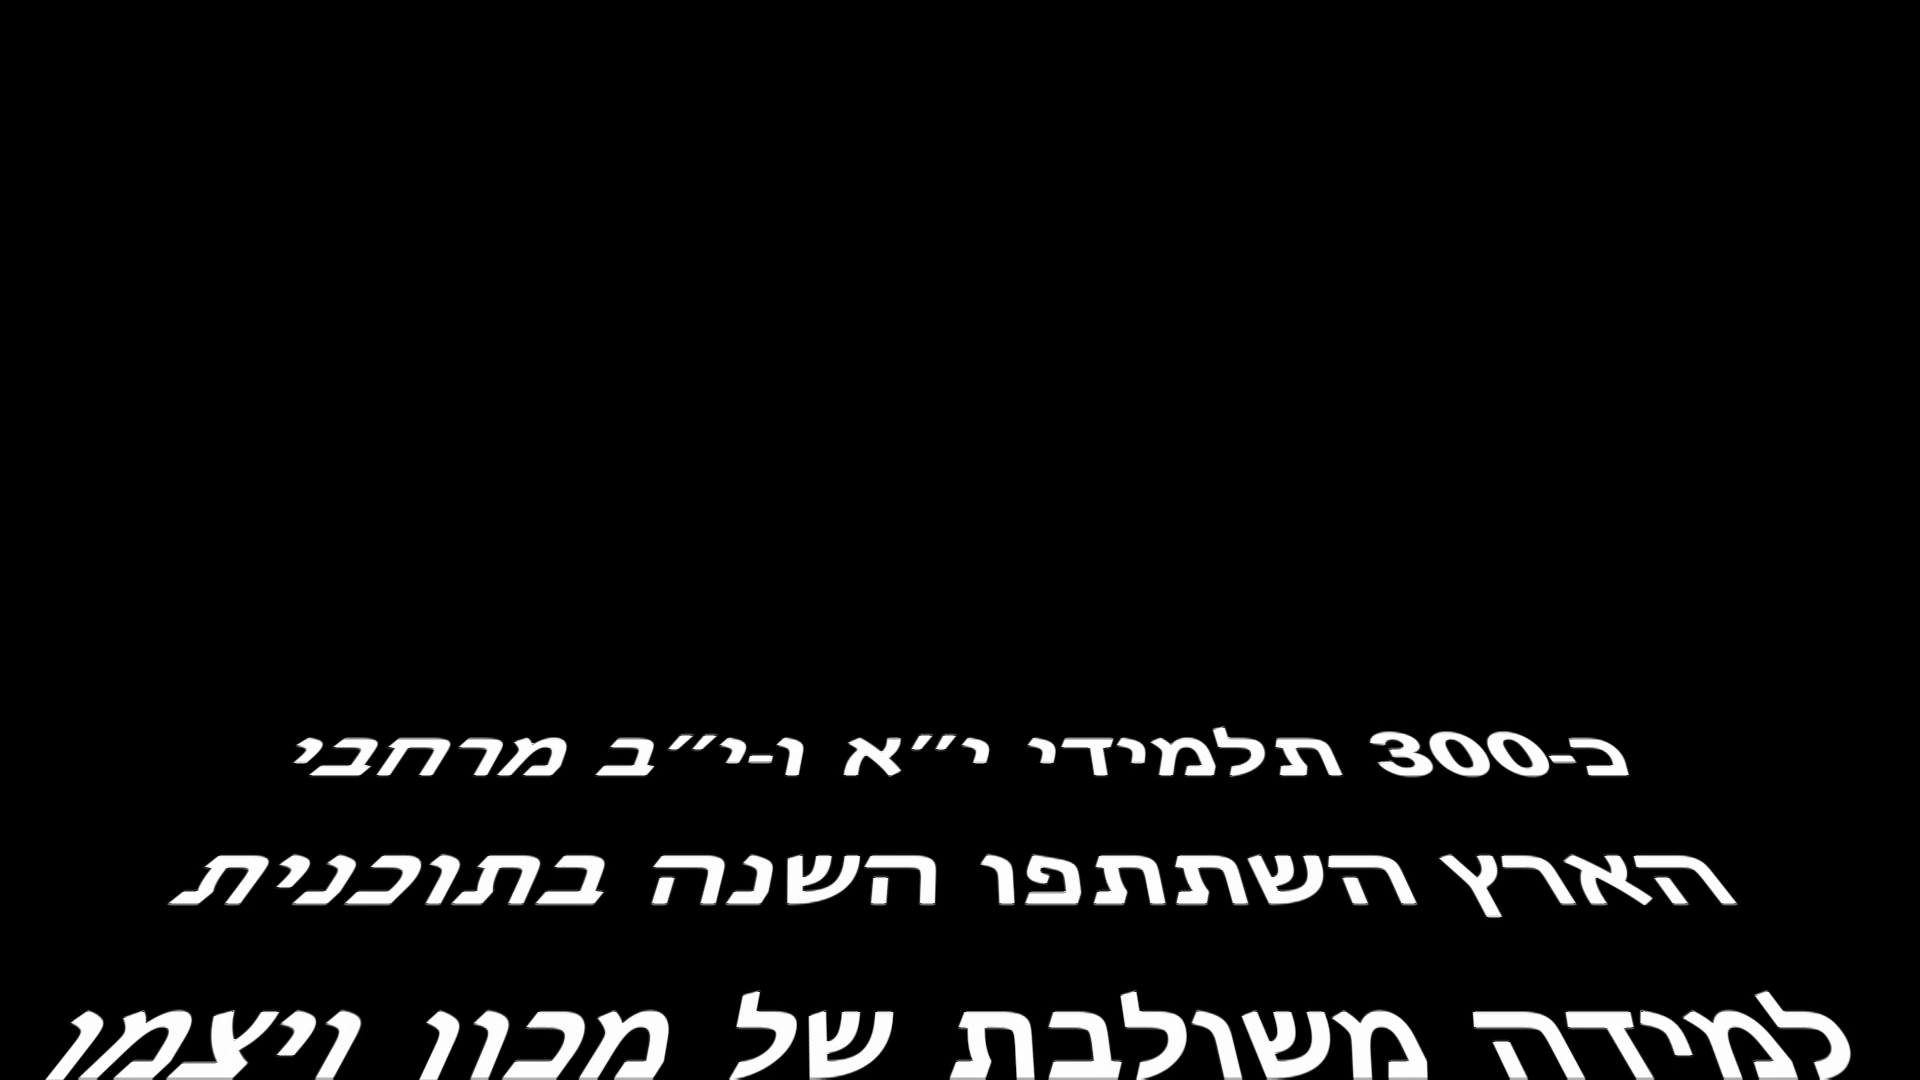 כ-300 תלמידי י״א ו-י״ב מרחבי
הארץ השתתפו השנה בתוכנית
למידה משולבת של מכון ויצמן